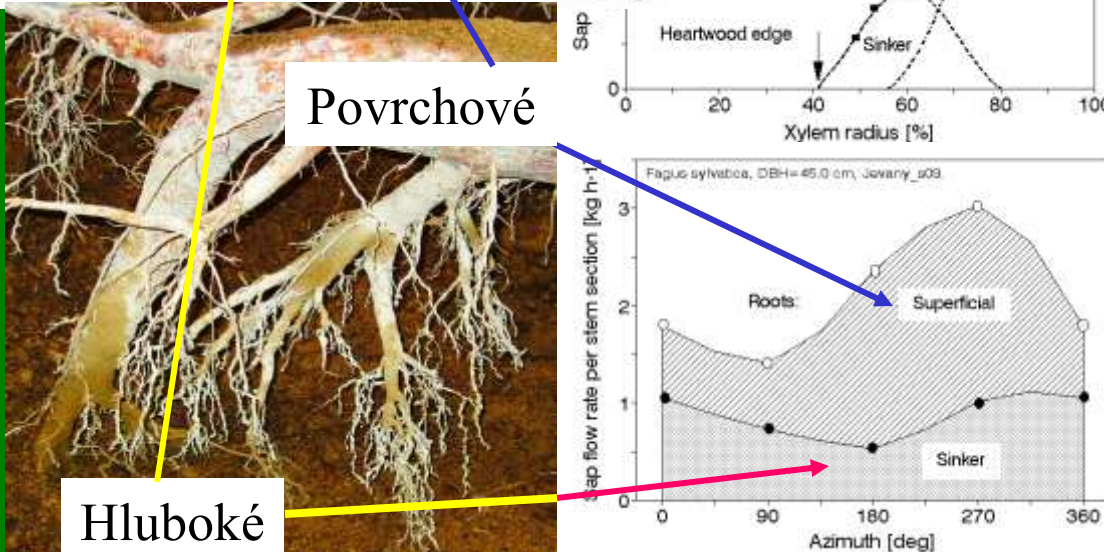 Povrchové
Hluboké
Sap
Heartwood edge
Sinker
0
0 20 40 60 80 100
Xylem radius [%]
Fagus sylvatica, DBH=45.0 cm, Jevany_s09
Sap flow rate per stem section [kg h-1]
3
2
1
0
Roots:
Superficial
Sinker
0 90 180 270 360
Azimuth [deg]